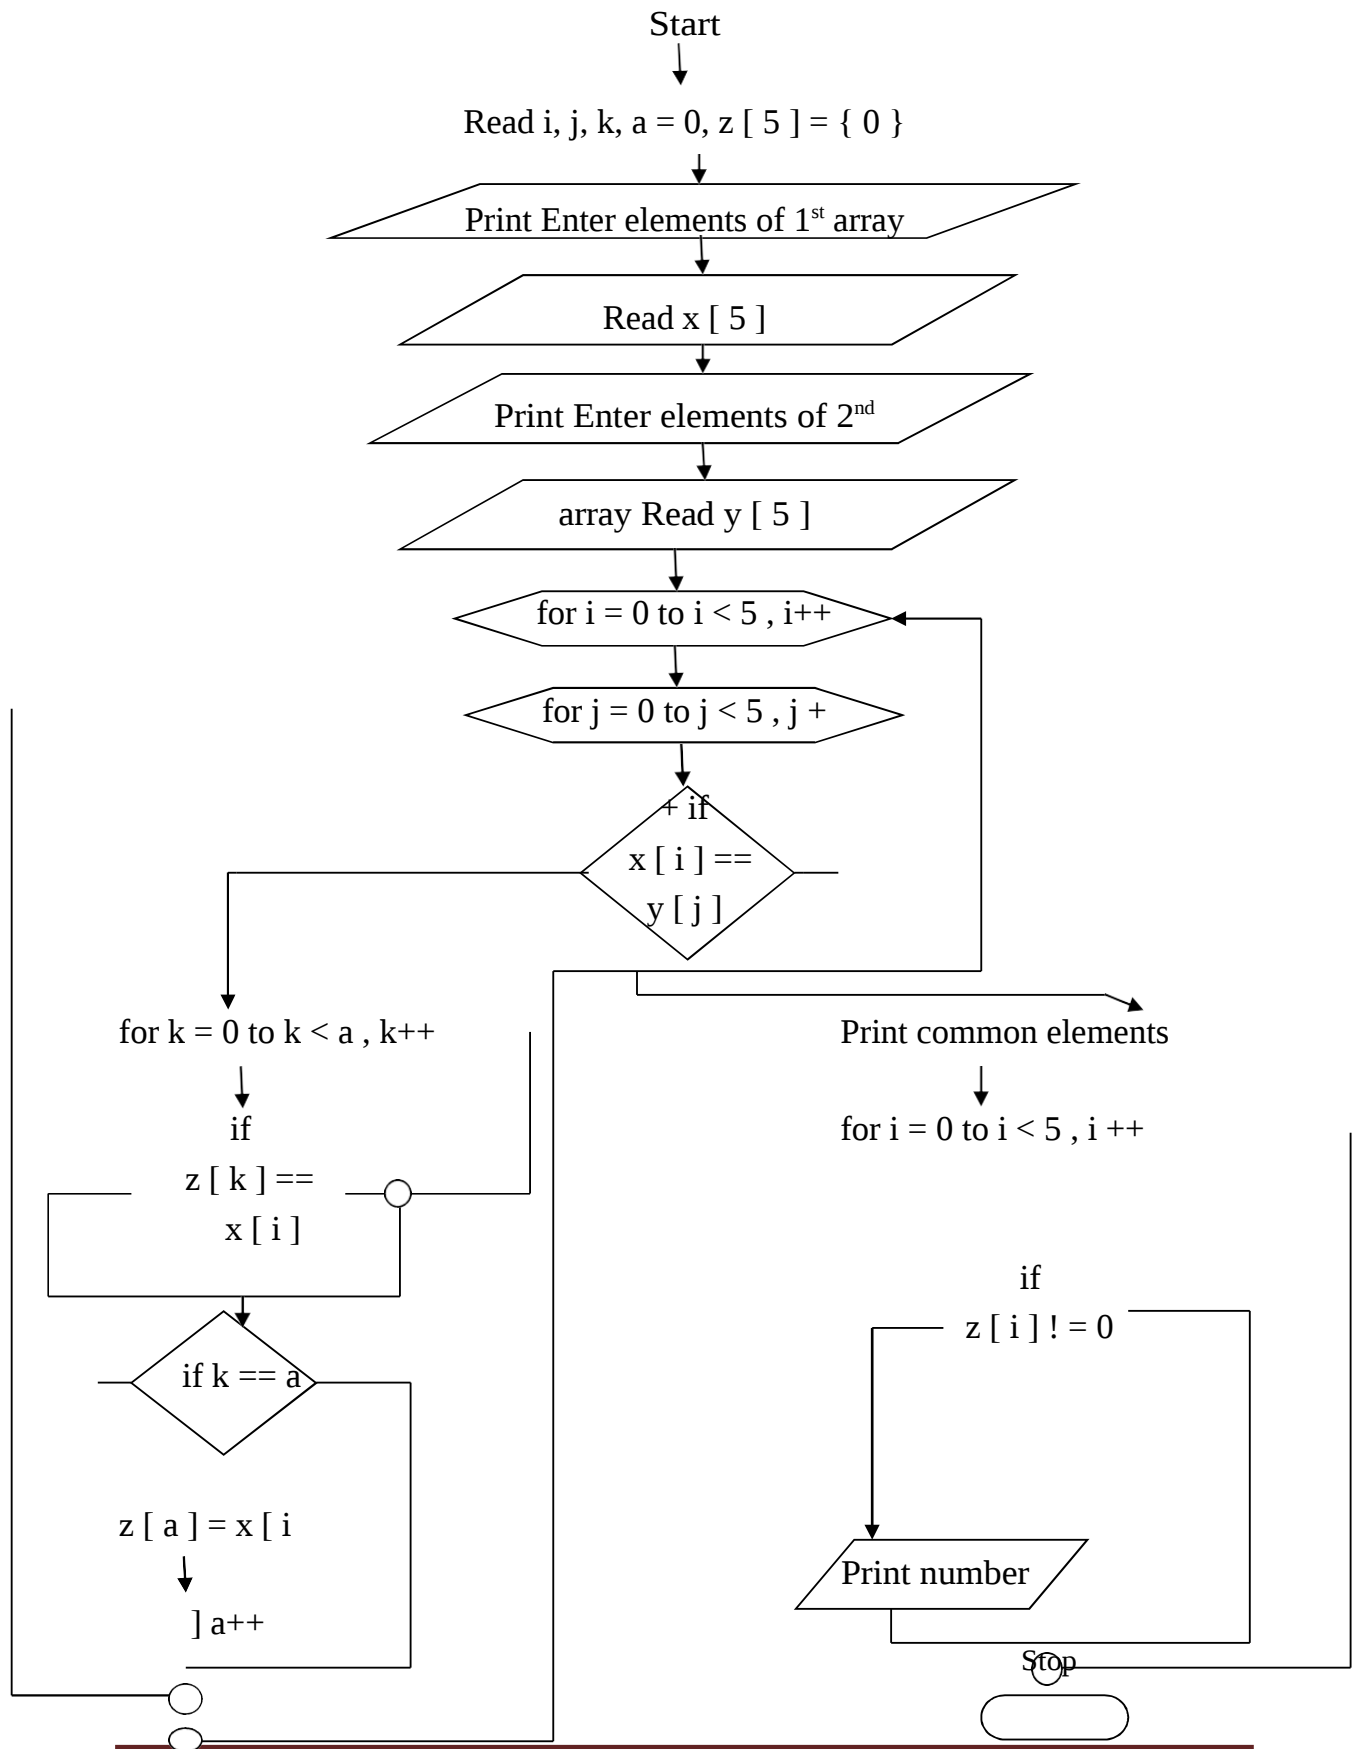 Start
Read i, j, k, a = 0, z [ 5 ] = { 0 }
Print Enter elements of 1st array
Read x [ 5 ]
Print Enter elements of 2nd
array Read y [ 5 ]
for i = 0 to i < 5 , i++
for j = 0 to j < 5 , j +
+ if
x [ i ] ==
y [ j ]
for k = 0 to k < a , k++
if
z [ k ] ==
x [ i ]
if k == a
z [ a ] = x [ i
] a++
Print common elements
for i = 0 to i < 5 , i ++
if
z [ i ] ! = 0
Print number
Stop